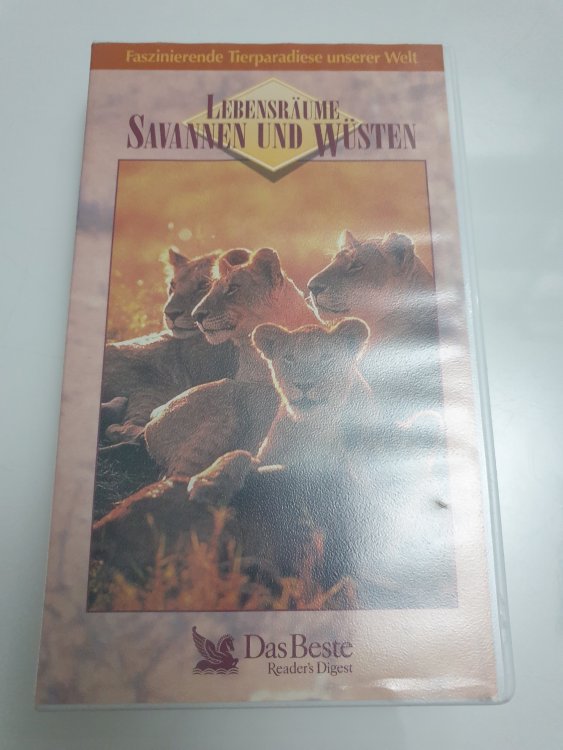 Faszinierende Tierparadiese unserer Welt
LEBENSRÄUME
SAVANNEN UND WÜSTEN
Das Beste
Reader's Digest